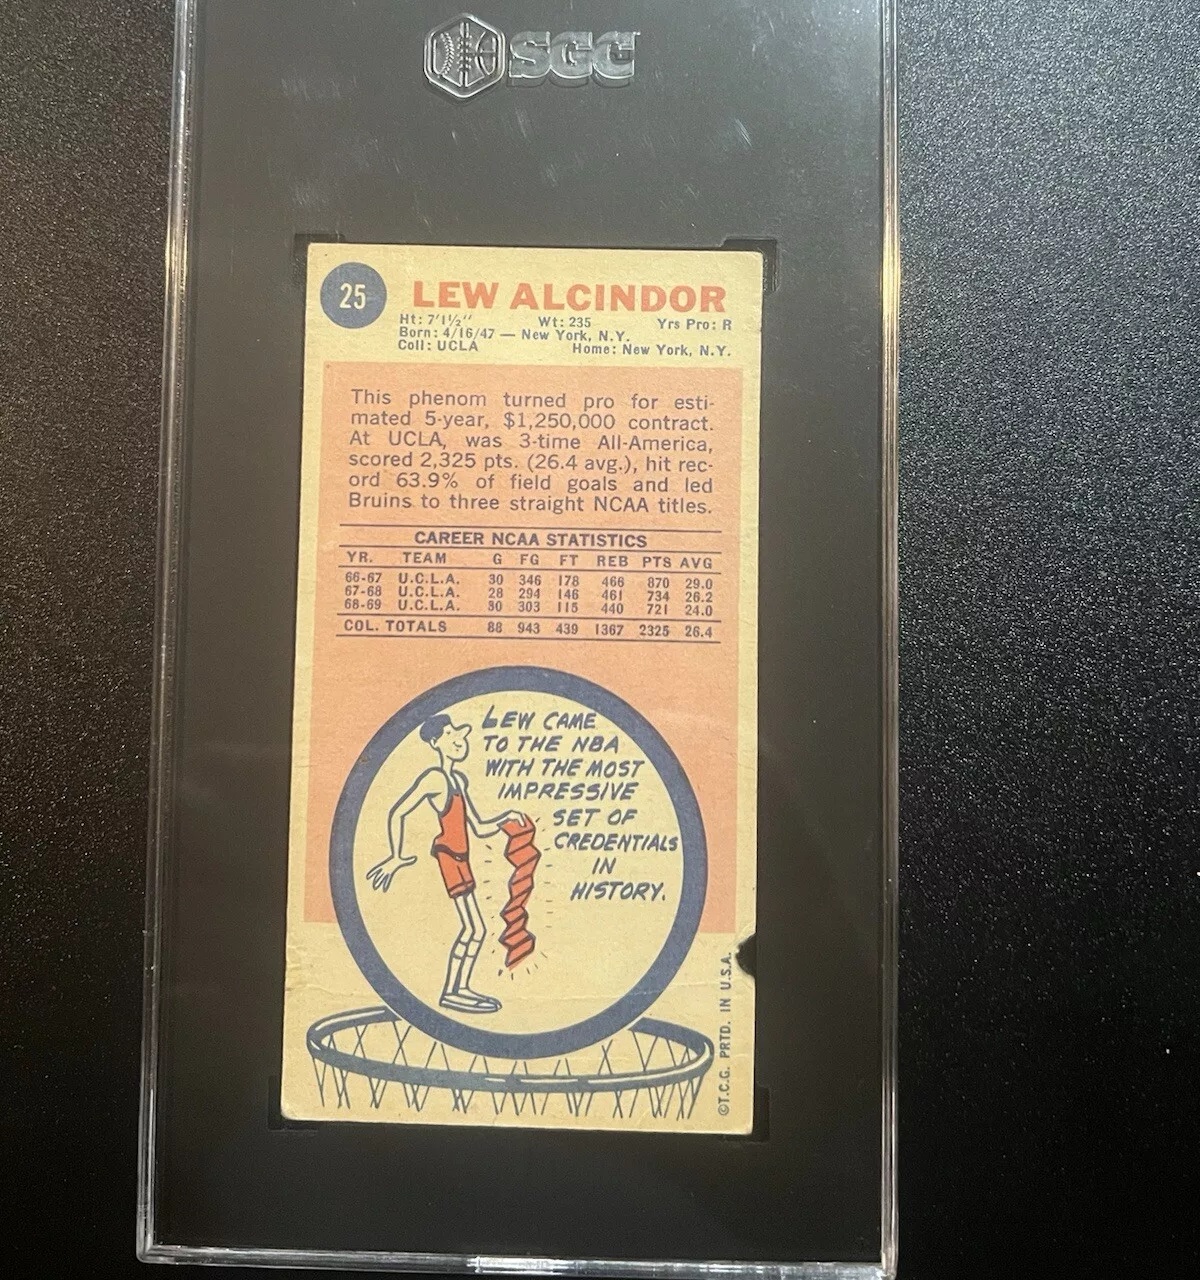 SGC
25
LEW ALCINDOR
Ht: 7'1½" Wt: 235 Yrs Pro: R
Born: 4/16/47 — New York, N.Y.
Coll: UCLA Home: New York, N.Y.
This phenom turned pro for esti-
mated 5-year, $1,250,000 contract.
At UCLA, was 3-time All-America,
scored 2,325 pts. (26.4 avg.), hit rec-
ord 63.9% of field goals and led
Bruins to three straight NCAA titles.
CAREER NCAA STATISTICS
YR. TEAM G FG FT REB PTS AVG
66-67 U.C.L.A. 30 346 178 466 870 29.0
67-68 U.C.L.A. 28 294 146 461 734 26.2
68-69 U.C.L.A. 30 303 115 440 721 24.0
COL. TOTALS 88 943 439 1367 2325 26.4
LEW CAME
TO THE NBA
WITH THE MOST
IMPRESSIVE
SET OF
CREDENTIALS
IN
HISTORY.
©T.C.G. PRTD. IN U.S.A.